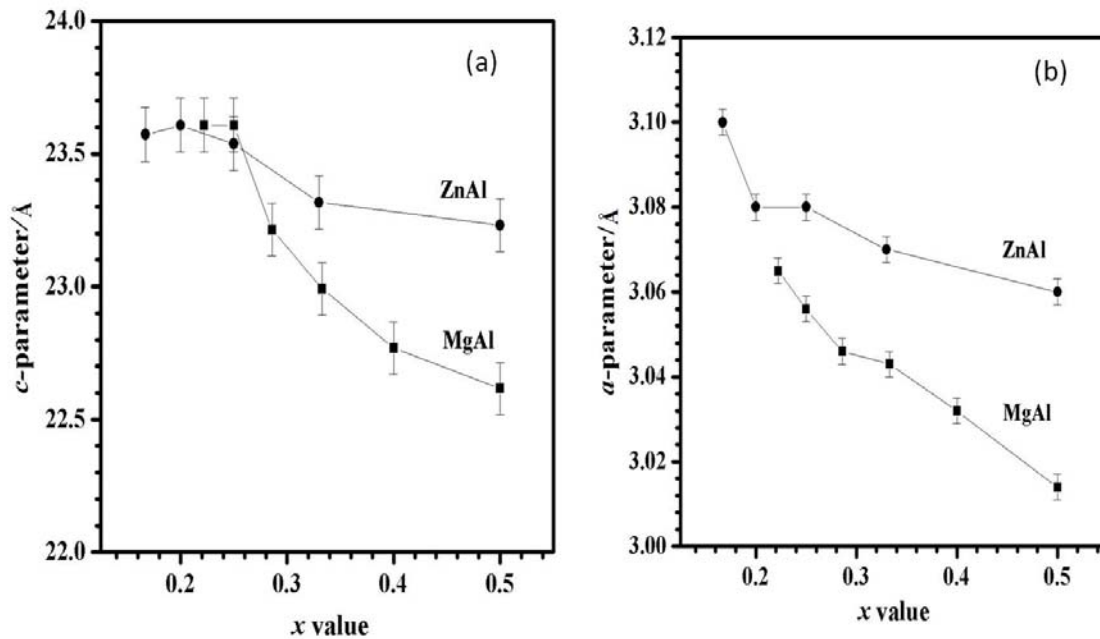 (a)
24.0
23.5
23.0
22.5
22.0
c-parameter/Å
ZnAl
MgAl
0.2 0.3 0.4 0.5
x value
(b)
3.12
3.10
3.08
3.06
3.04
3.02
3.00
a-parameter/Å
ZnAl
MgAl
0.2 0.3 0.4 0.5
x value